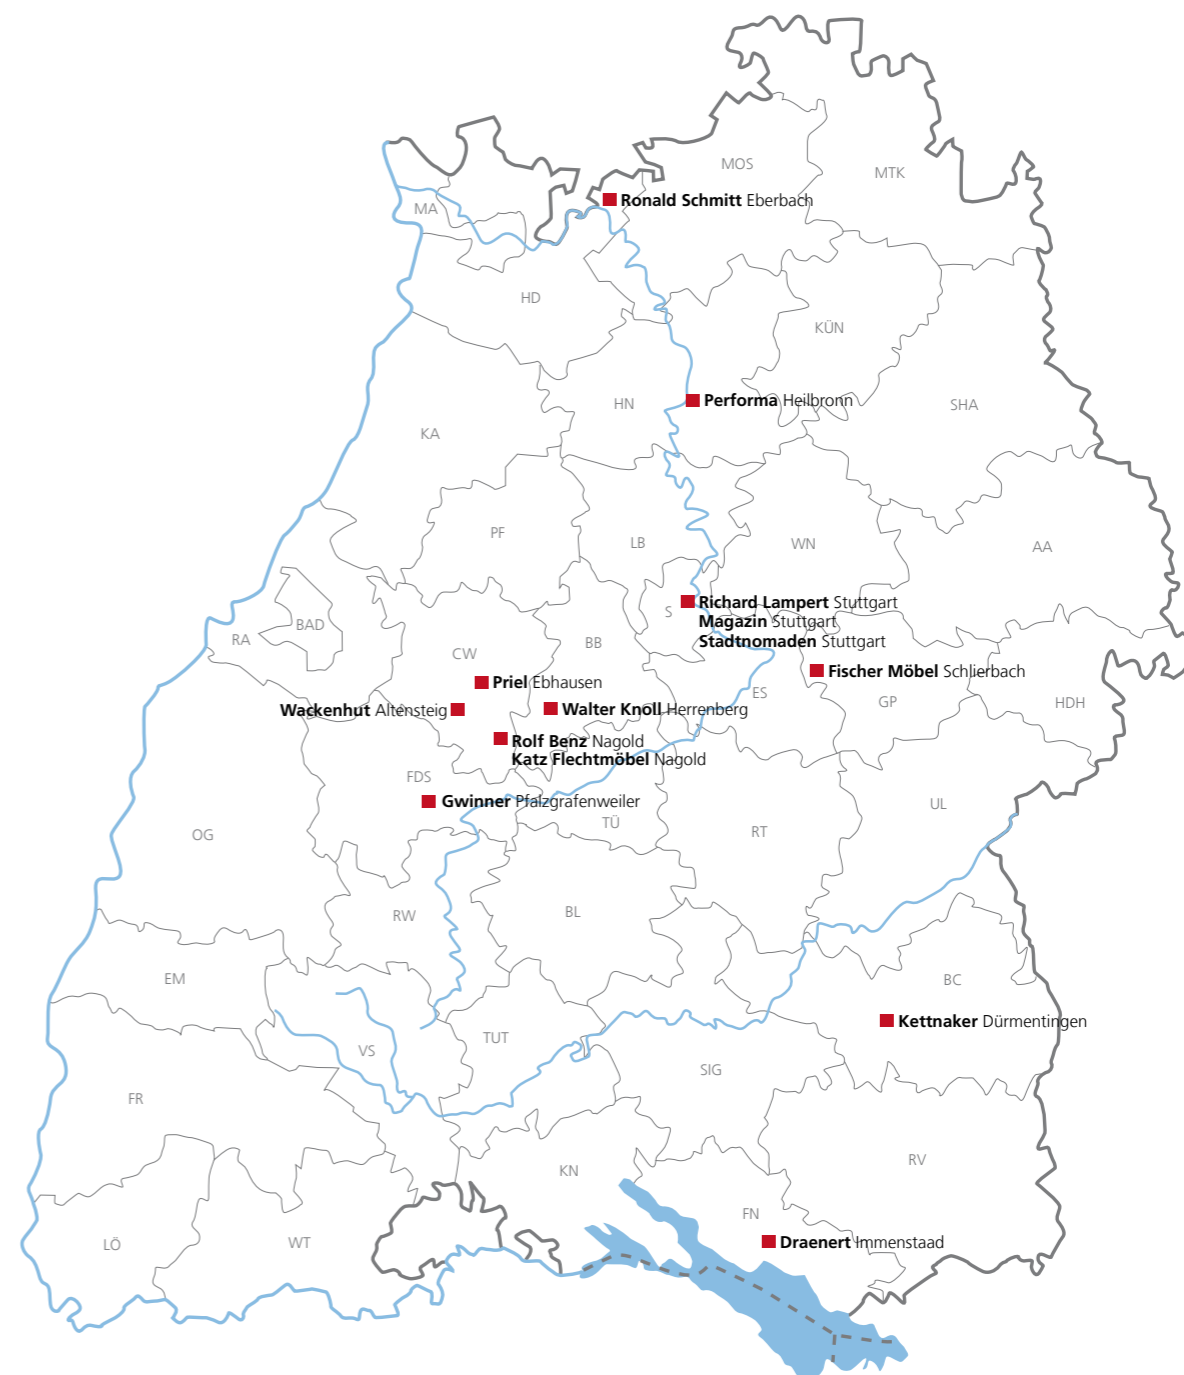 MOS
MTK
Ronald Schmitt Eberbach
MA
HD
KÜN
Performa Heilbronn
HN
SHA
KA
PF
LB
WN
AA
Richard Lampert Stuttgart
Magazin Stuttgart
Stadtnomaden Stuttgart
S
BAD
RA
BB
CW
Fischer Möbel Schlierbach
Priel Ebhausen
ES
GP
HDH
Wackenhut Altensteig
Walter Knoll Herrenberg
Rolf Benz Nagold
Katz Flechtmöbel Nagold
FDS
Gwinner Pfalzgrafenweiler
UL
TÜ
RT
OG
RW
BL
EM
BC
Kettnaker Dürmentingen
TUT
VS
SIG
FR
RV
KN
FN
LÖ
WT
Draenert Immenstaad